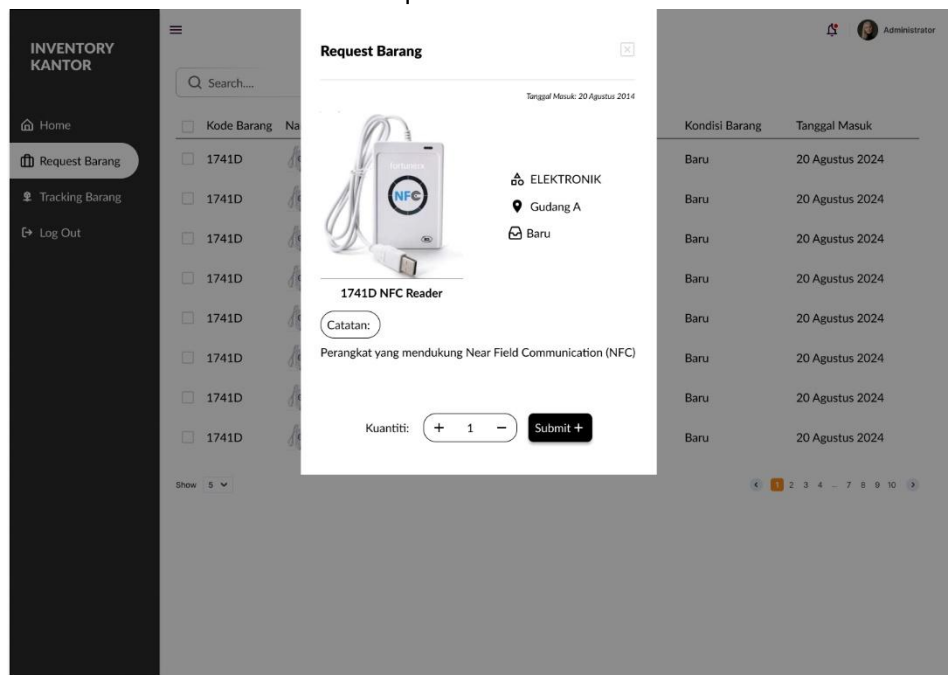 INVENTORY
KANTOR
Home
Request Barang
Tracking Barang
Log Out
Administrator
Search....
Kode Barang Na Kondisi Barang Tanggal Masuk
1741D Baru 20 Agustus 2024
1741D Baru 20 Agustus 2024
1741D Baru 20 Agustus 2024
1741D Baru 20 Agustus 2024
1741D Baru 20 Agustus 2024
1741D Baru 20 Agustus 2024
1741D Baru 20 Agustus 2024
1741D Baru 20 Agustus 2024
Show 5
1 2 3 4 ... 7 8 9 10
Request Barang
Tanggal Masuk: 20 Agustus 2014
NFC
ELEKTRONIK
Gudang A
Baru
1741D NFC Reader
Catatan:
Perangkat yang mendukung Near Field Communication (NFC)
Kuantiti: + 1 −
Submit +